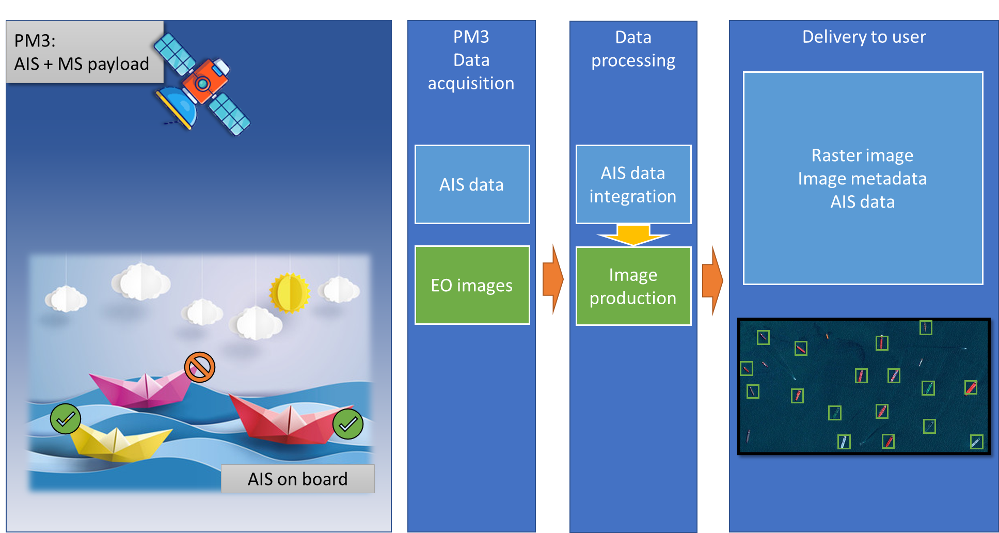 PM3:
AIS + MS payload
AIS on board
PM3
Data
acquisition
AIS data
EO images
Data
processing
AIS data
integration
Image
production
Delivery to user
Raster image
Image metadata
AIS data